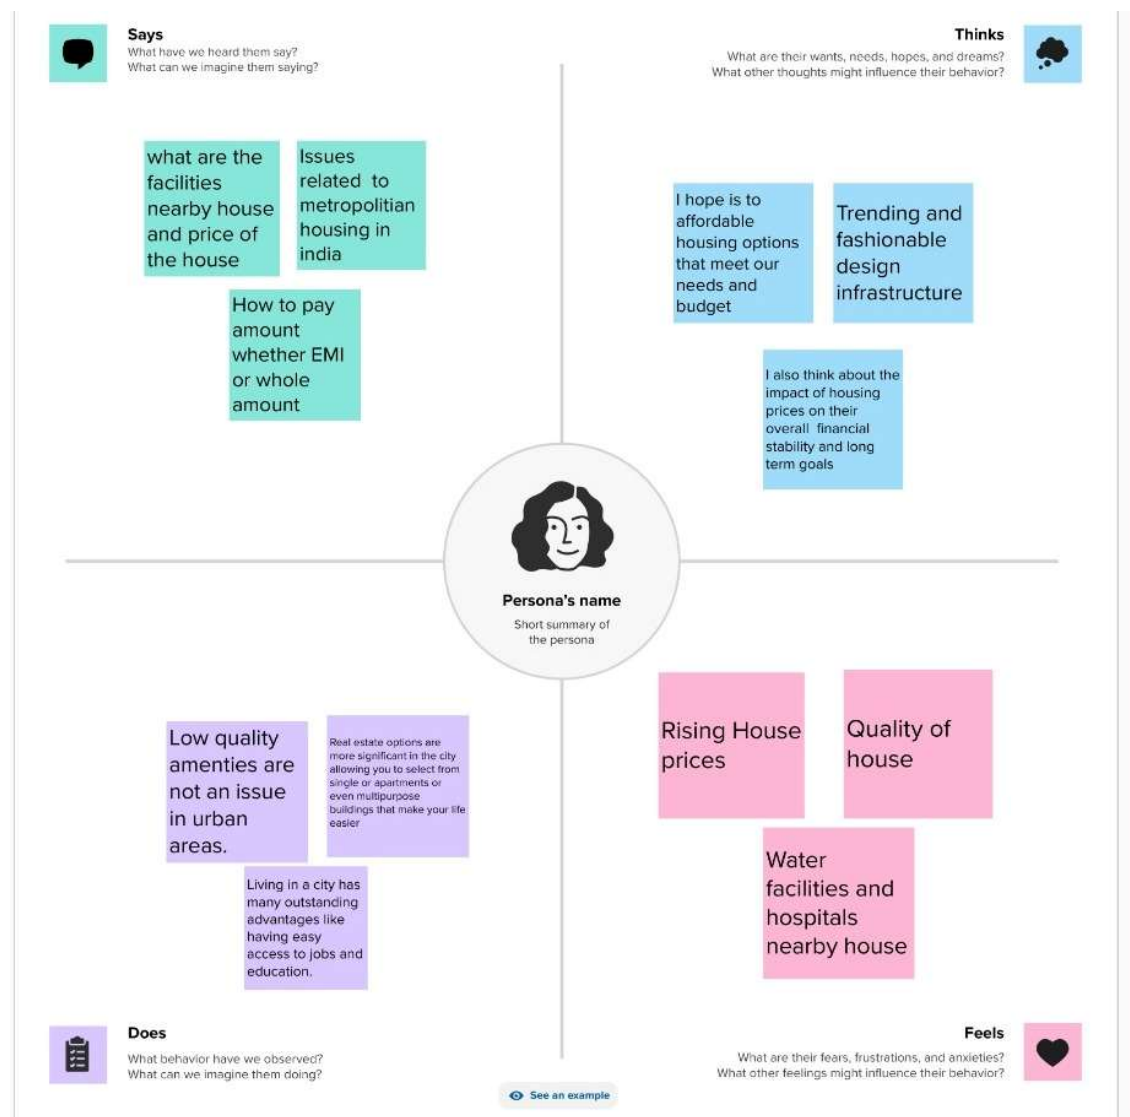 Says
What have we heard them say?
What can we imagine them saying?
Thinks
What are their wants, needs, hopes, and dreams?
What other thoughts might influence their behavior?
what are the
facilities
nearby house
and price of
the house
Issues
related to
metropolitian
housing in
india
How to pay
amount
whether EMI
or whole
amount
I hope is to
affordable
housing options
that meet our
needs and
budget
Trending and
fashionable
design
infrastructure
I also think about the
impact of housing
prices on their
overall financial
stability and long
term goals
Persona's name
Short summary of
the persona
Low quality
amenties are
not an issue
in urban
areas.
Real estate options are
more significant in the city
allowing you to select from
single or apartments or
even multipurpose
buildings that make your life
easier
Living in a city has
many outstanding
advantages like
having easy
access to jobs and
education.
Rising House
prices
Quality of
house
Water
facilities and
hospitals
nearby house
Does
What behavior have we observed?
What can we imagine them doing?
Feels
What are their fears, frustrations, and anxieties?
What other feelings might influence their behavior?
See an example